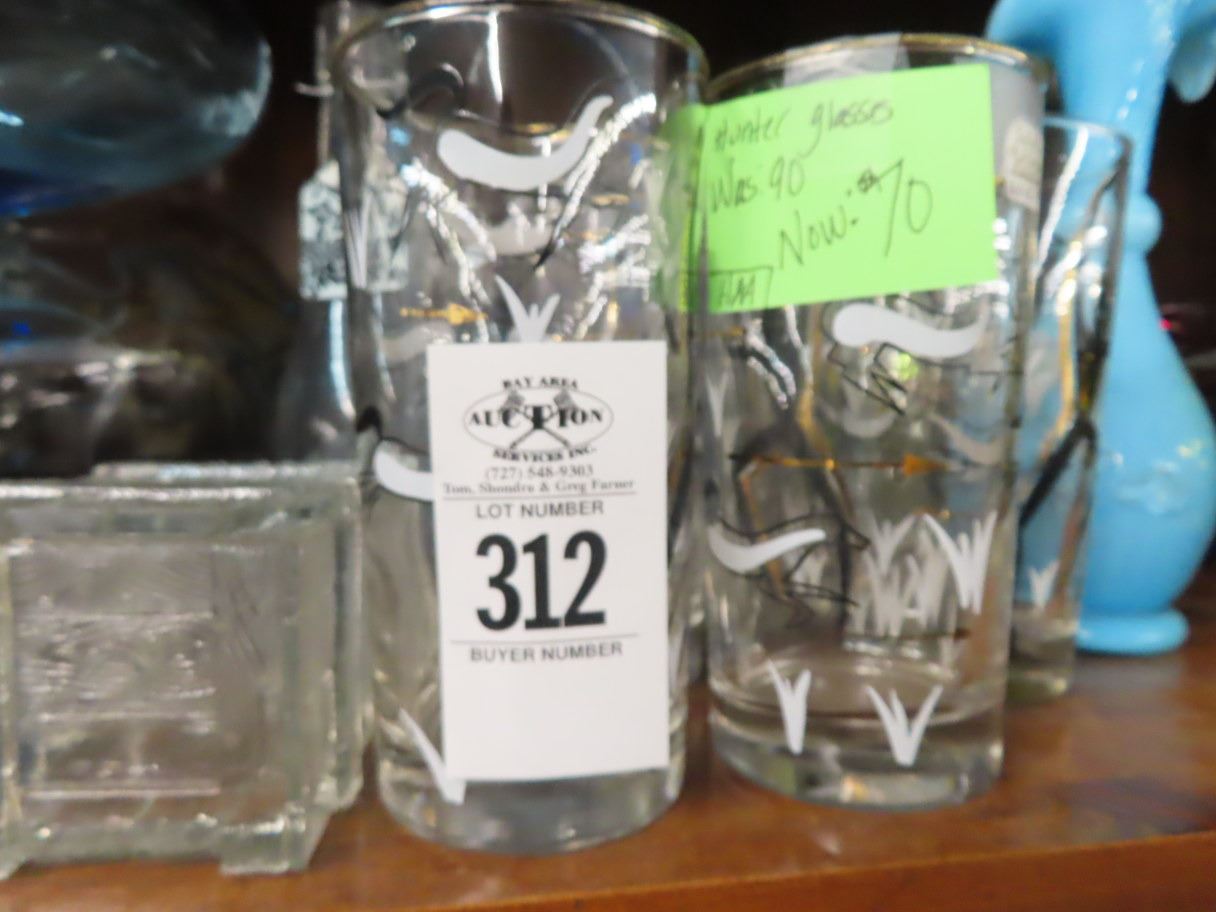 Hunter glasses
Was: 90
Now: $70
HAA
BAY AREA
AUCTION
SERVICES INC.
(727) 548-9303
Tom, Shondra & Greg Farner
LOT NUMBER
312
BUYER NUMBER